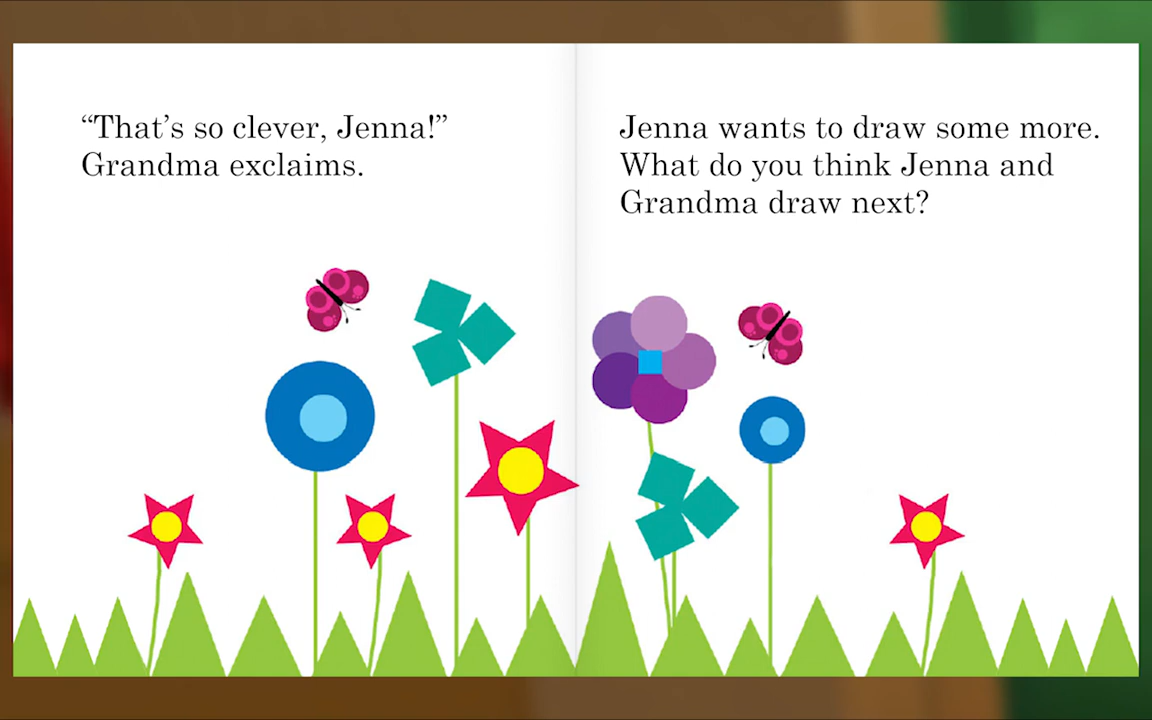 “That’s so clever, Jenna!”
Grandma exclaims.
Jenna wants to draw some more.
What do you think Jenna and
Grandma draw next?